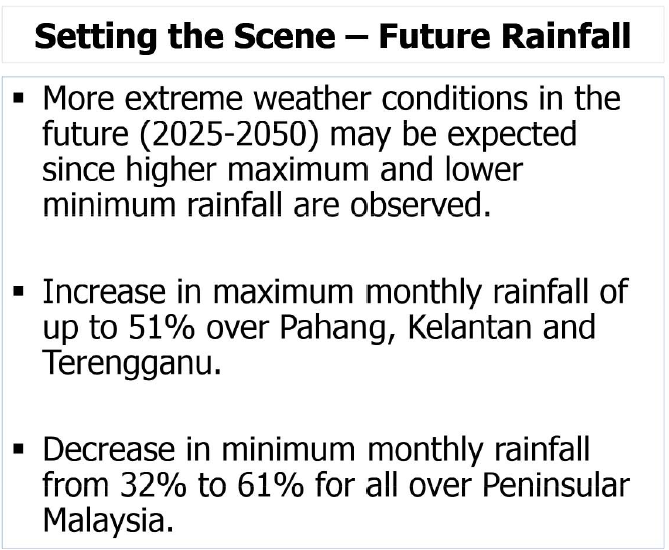 Setting the Scene – Future Rainfall
▪ More extreme weather conditions in the
future (2025-2050) may be expected
since higher maximum and lower
minimum rainfall are observed.
▪ Increase in maximum monthly rainfall of
up to 51% over Pahang, Kelantan and
Terengganu.
▪ Decrease in minimum monthly rainfall
from 32% to 61% for all over Peninsular
Malaysia.